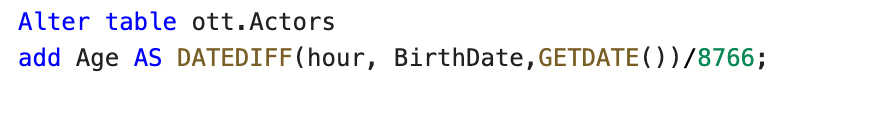 Alter table ott.Actors
add Age AS DATEDIFF(hour, BirthDate,GETDATE())/8766;